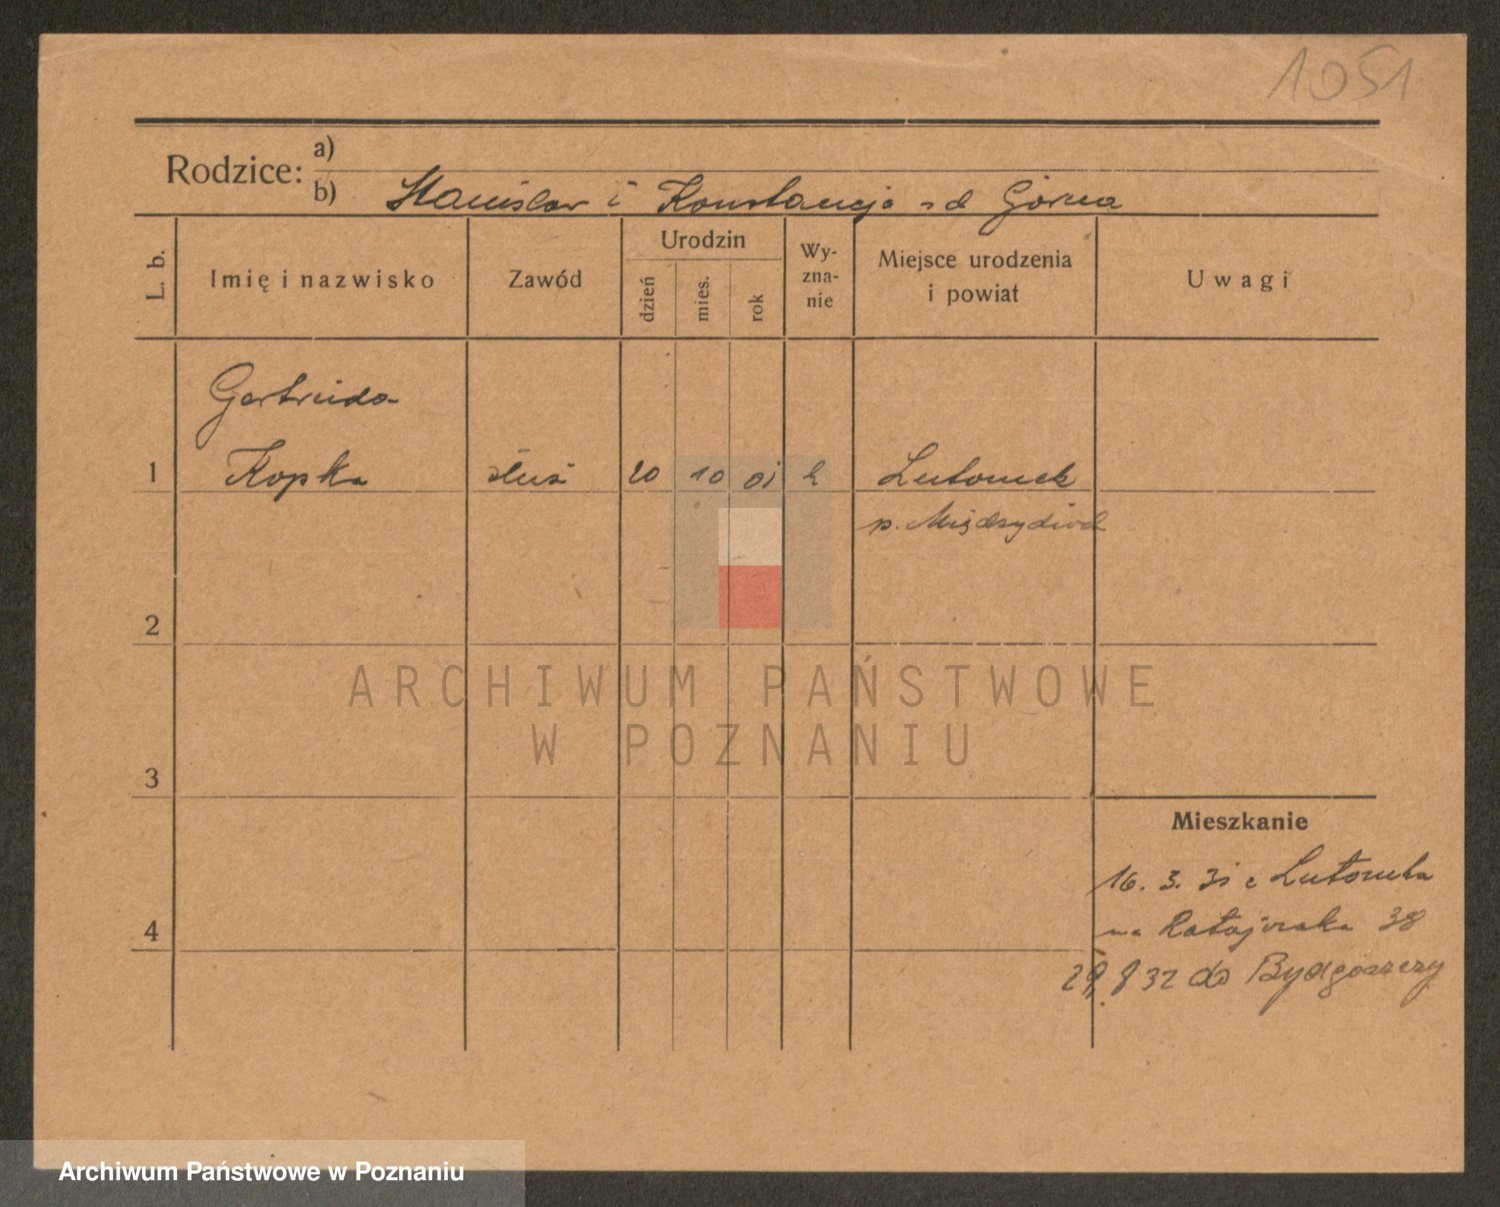 1051
Rodzice:
a)
b) Stanisław i Konstancja zd Górna
L. b.
Imię i nazwisko
Zawód
Urodzin
dzień
mies.
rok
Wy-
zna-
nie
Miejsce urodzenia
i powiat
Uwagi
Gertruida
1 Kopka służ 20 10 01 k Lutomek
p. Międzychód
2
3
4
Mieszkanie
16. 3. 31 z Lutomka
na Ratajczaka 38
29. 8 32 do Bydgoszczy
ARCHIWUM PAŃSTWOWE
W POZNANIU
Archiwum Państwowe w Poznaniu